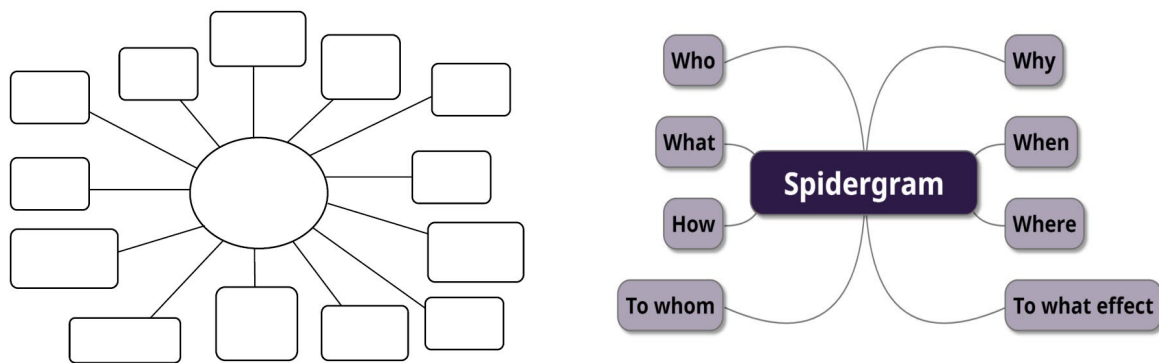 Who
What
How
To whom
Spidergram
Why
When
Where
To what effect